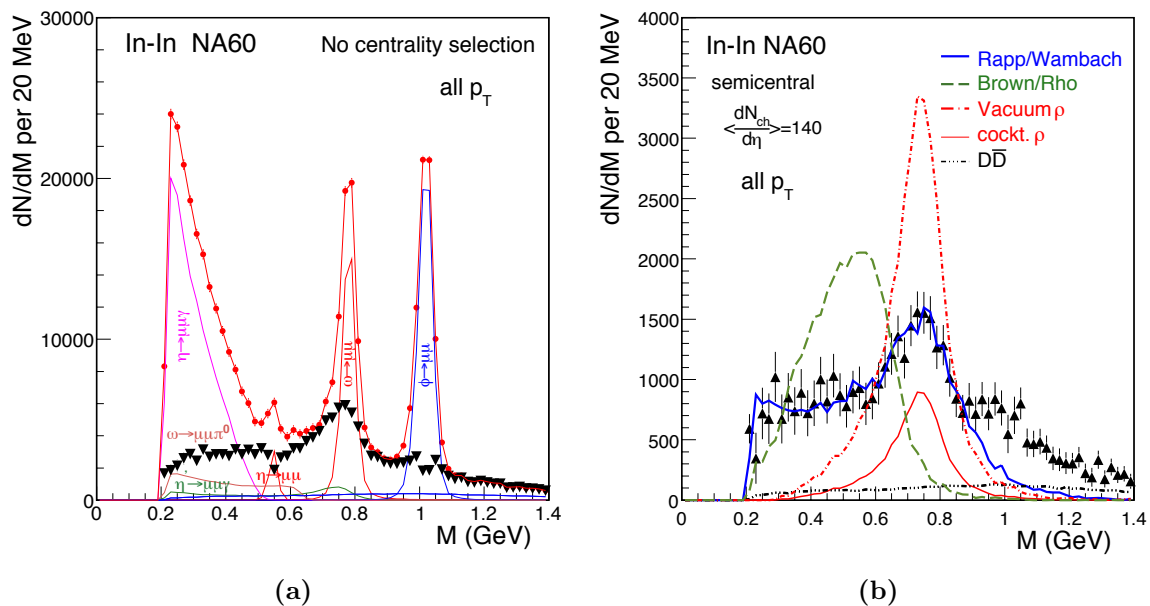 30000
20000
10000
0
dN/dM per 20 MeV
In-In NA60
No centrality selection
all pT
η→μμγ
ω→μμ
φ→μμ
ω→μμπ0
η→μμ
η'→μμγ
0 0.2 0.4 0.6 0.8 1 1.2 1.4
M (GeV)
(a)
4000
3500
3000
2500
2000
1500
1000
500
0
dN/dM per 20 MeV
In-In NA60
semicentral
<dNch/dη>=140
all pT
Rapp/Wambach
Brown/Rho
Vacuum ρ
cockt. ρ
DD̅
0 0.2 0.4 0.6 0.8 1 1.2 1.4
M (GeV)
(b)